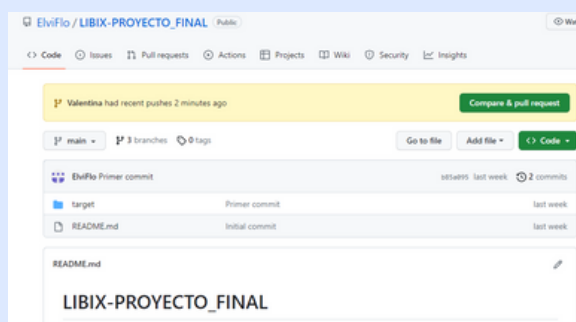 ElviFlo / LIBIX-PROYECTO_FINAL Public
<> Code Issues Pull requests Actions Projects Wiki Security Insights
Valentina had recent pushes 2 minutes ago Compare & pull request
main 3 branches 0 tags Go to file Add file <> Code
ElviFlo Primer commit last week 2 commits
target Primer commit last week
README.md Initial commit last week
README.md
LIBIX-PROYECTO_FINAL